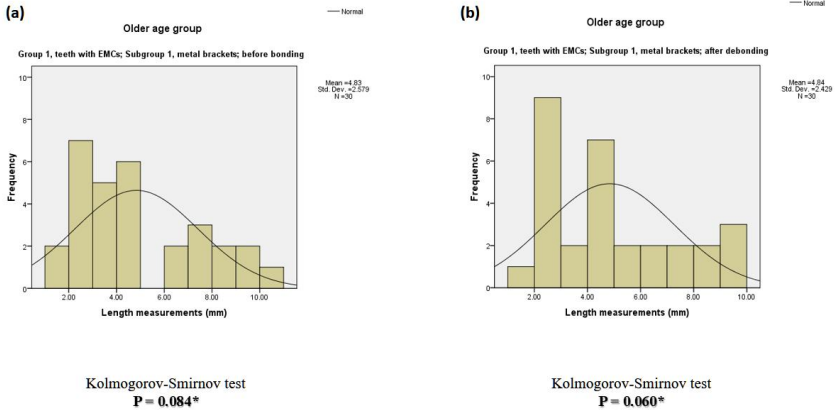 (a)
Normal
Older age group
Group 1, teeth with EMCs; Subgroup 1, metal brackets; before bonding
Mean =4.83
Std. Dev. =2.579
N =30
10
8
6
4
2
0
Frequency
2.00 4.00 6.00 8.00 10.00
Length measurements (mm)
Kolmogorov-Smirnov test
P = 0.084*
(b)
Normal
Older age group
Group 1, teeth with EMCs; Subgroup 1, metal brackets; after debonding
Mean =4.84
Std. Dev. =2.429
N =30
10
8
6
4
2
0
Frequency
2.00 4.00 6.00 8.00 10.00
Length measurements (mm)
Kolmogorov-Smirnov test
P = 0.060*